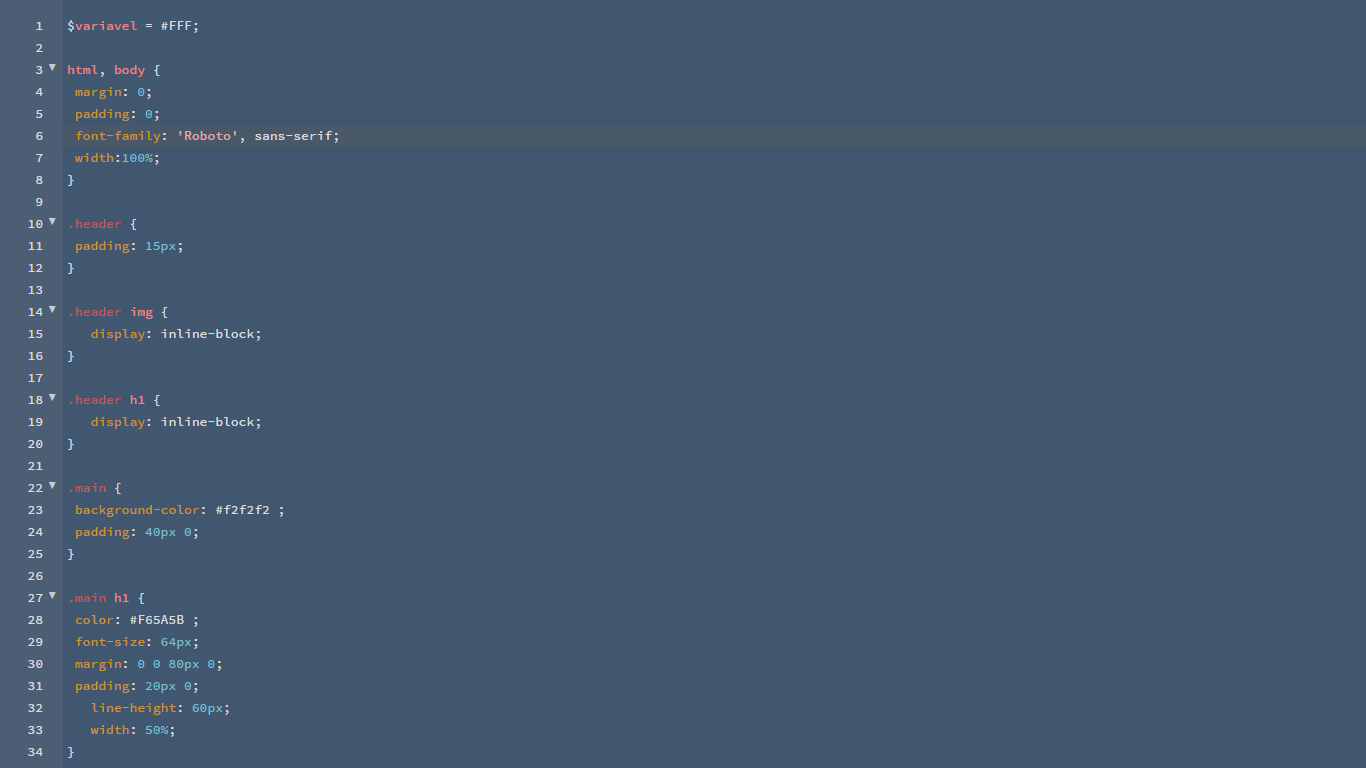 1 $variavel = #FFF;
2
3 html, body {
4 margin: 0;
5 padding: 0;
6 font-family: 'Roboto', sans-serif;
7 width:100%;
8 }
9
10 .header {
11 padding: 15px;
12 }
13
14 .header img {
15 display: inline-block;
16 }
17
18 .header h1 {
19 display: inline-block;
20 }
21
22 .main {
23 background-color: #f2f2f2 ;
24 padding: 40px 0;
25 }
26
27 .main h1 {
28 color: #F65A5B ;
29 font-size: 64px;
30 margin: 0 0 80px 0;
31 padding: 20px 0;
32 line-height: 60px;
33 width: 50%;
34 }